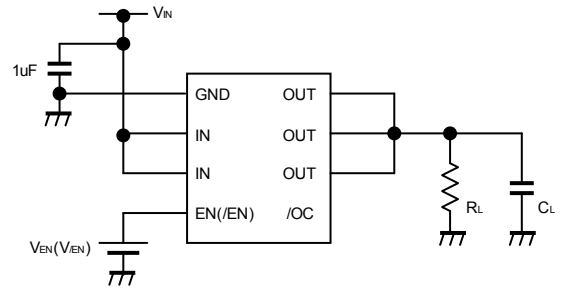 VIN
1uF
GND OUT
IN OUT
IN OUT
EN(/EN) /OC
VEN(V/EN)
RL
CL